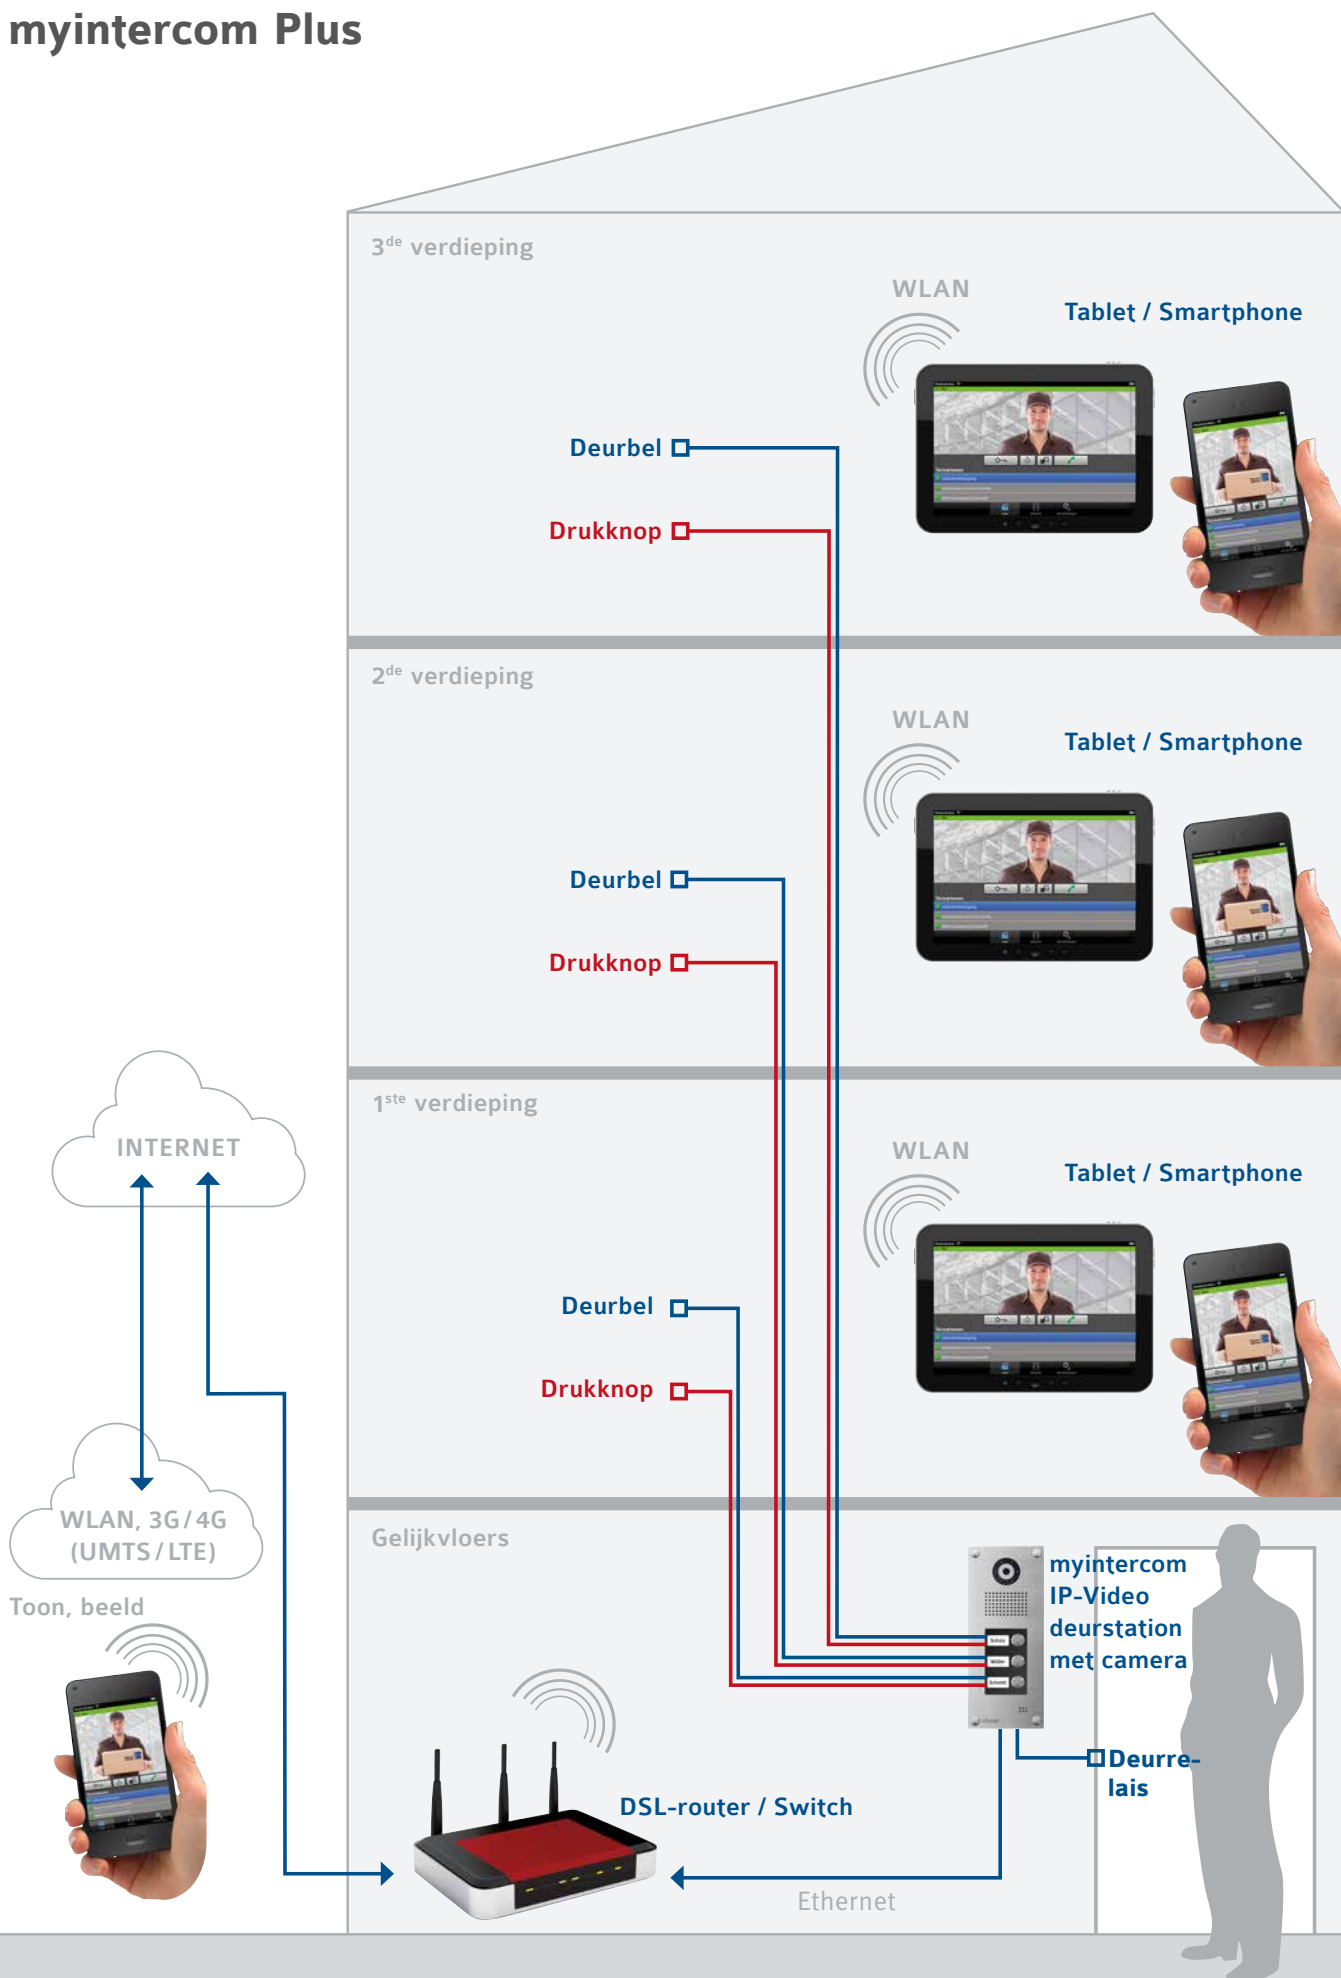 myintercom Plus
3de verdieping
WLAN
Tablet / Smartphone
Deurbel
Drukknop
2de verdieping
WLAN
Tablet / Smartphone
Deurbel
Drukknop
1ste verdieping
WLAN
Tablet / Smartphone
Deurbel
Drukknop
INTERNET
WLAN, 3G / 4G
(UMTS / LTE)
Toon, beeld
Gelijkvloers
myintercom
IP-Video
deurstation
met camera
Deurre-
lais
DSL-router / Switch
Ethernet